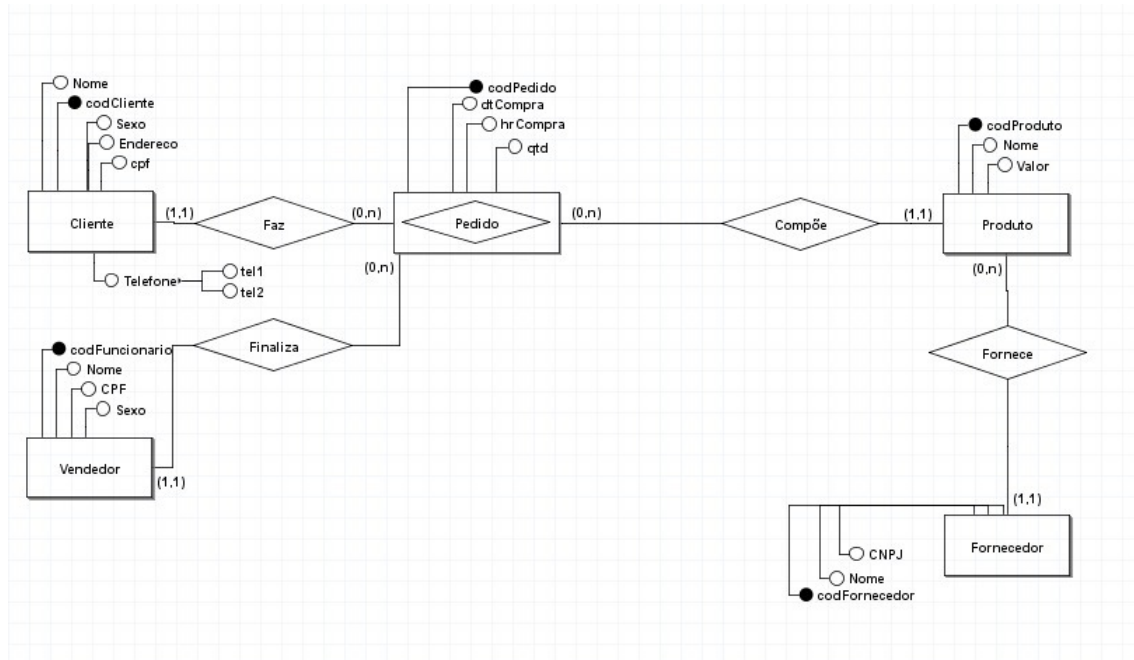 Nome
codCliente
Sexo
Endereco
cpf
Cliente
Telefone
tel1
tel2
(1,1)
Faz
(0,n)
codPedido
dtCompra
hrCompra
qtd
Pedido
(0,n)
(0,n)
Compõe
(1,1)
codProduto
Nome
Valor
Produto
(0,n)
Finaliza
codFuncionario
Nome
CPF
Sexo
Vendedor
(1,1)
Fornece
(1,1)
Fornecedor
CNPJ
Nome
codFornecedor